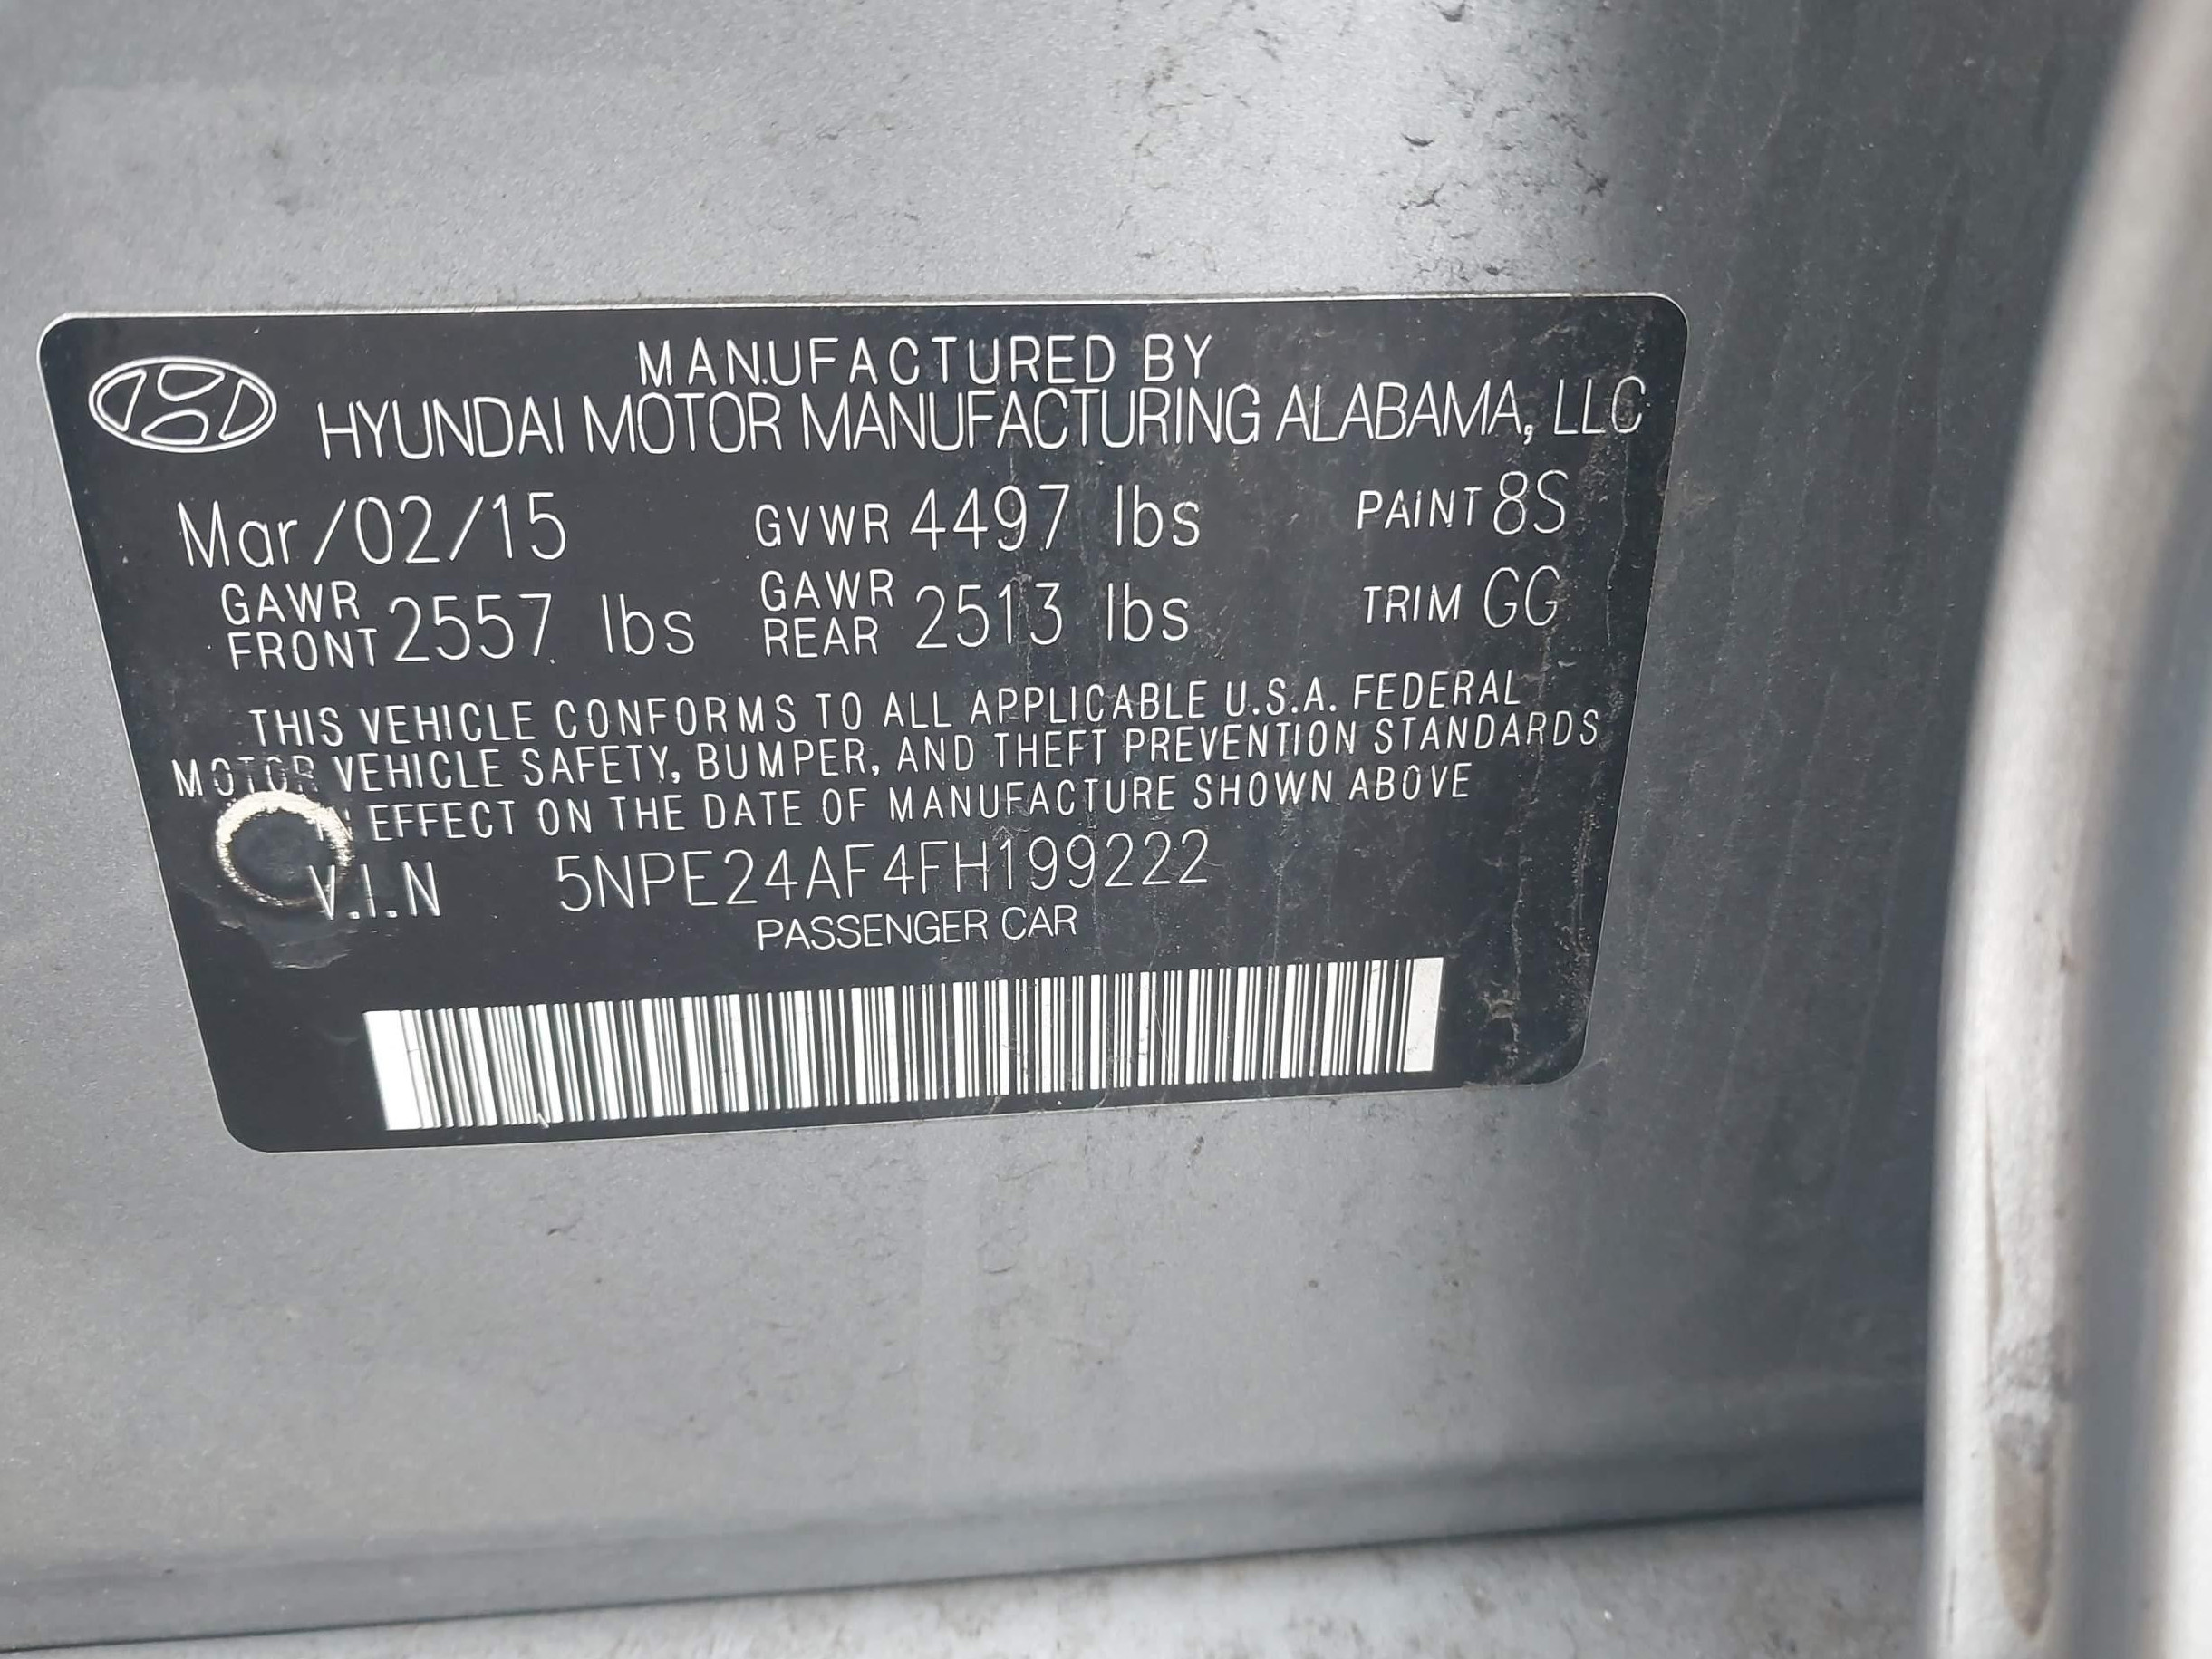 MANUFACTURED BY
HYUNDAI MOTOR MANUFACTURING ALABAMA, LLC
Mar/02/15 GVWR 4497 lbs PAINT 8S
GAWR FRONT 2557 lbs GAWR REAR 2513 lbs TRIM GG
THIS VEHICLE CONFORMS TO ALL APPLICABLE U.S.A. FEDERAL
MOTOR VEHICLE SAFETY, BUMPER, AND THEFT PREVENTION STANDARDS
IN EFFECT ON THE DATE OF MANUFACTURE SHOWN ABOVE
V.I.N 5NPE24AF4FH199222
PASSENGER CAR